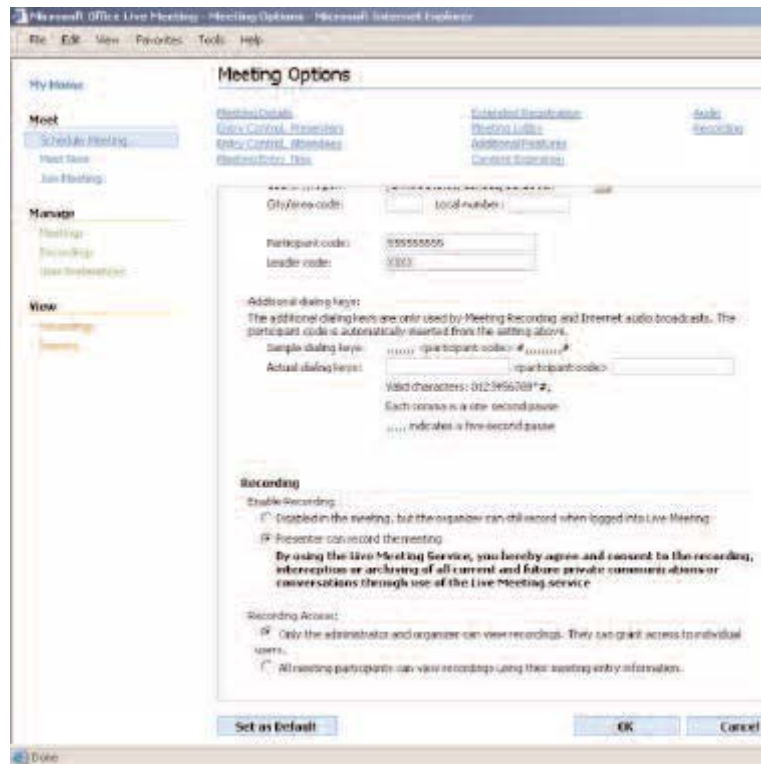 Microsoft Office Live Meeting - Meeting Options - Microsoft Internet Explorer
File Edit View Favorites Tools Help
My Home
Meeting Options
Meet
Schedule Meeting
Meet Now
Join Meeting
Manage
Meetings
Recordings
User Preferences
View
Recordings
Meeting Details
Entry Control, Presenters
Entry Control, Attendees
Meeting Entry Time
Extended Registration
Meeting Lobby
Additional Features
Content Expiration
Audio
Recording
City/area code: Local number:
Participant code: 555555555
Leader code:
Additional dialing keys:
The additional dialing keys are only used by Meeting Recording and Internet audio broadcasts. The
participant code is automatically inserted from the setting above.
Sample dialing keys: ,,,,,,, <participant code> #,,,,,,,,,#
Actual dialing keys: <participant code>
Valid characters: 0123456789*#,
Each comma is a one second pause
,,,,, indicates a five-second pause
Recording
Enable Recording
Disabled in the meeting, but the organizer can still record when logged into Live Meeting
Presenter can record the meeting
By using the Live Meeting Service, you hereby agree and consent to the recording,
interception or archiving of all current and future private communications or
conversations through use of the Live Meeting service
Recording Access:
Only the administrator and organizer can view recordings. They can grant access to individual
users.
All meeting participants can view recordings using their meeting entry information.
Set as Default OK Cancel
Done